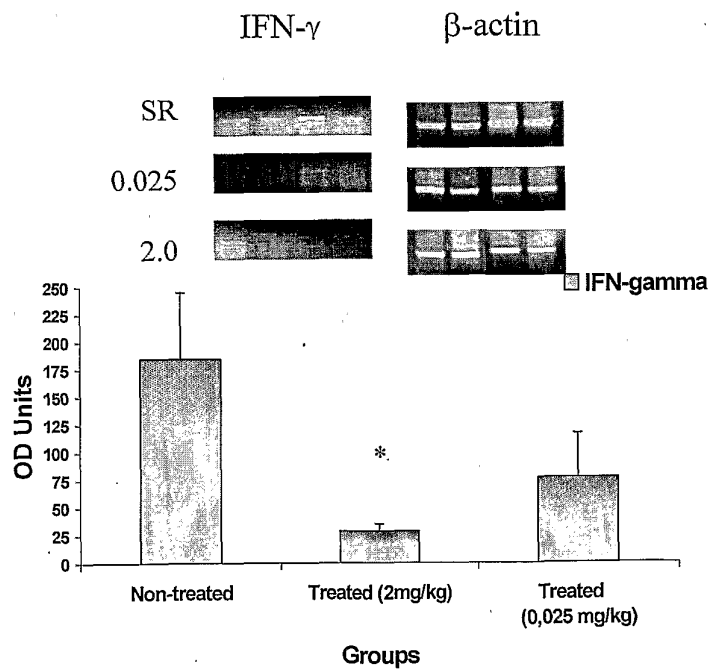 IFN-γ β-actin
SR
0.025
2.0
IFN-gamma
250
225
200
175
150
125
100
75
50
25
0
OD Units
*
Non-treated Treated (2mg/kg) Treated
(0,025 mg/kg)
Groups